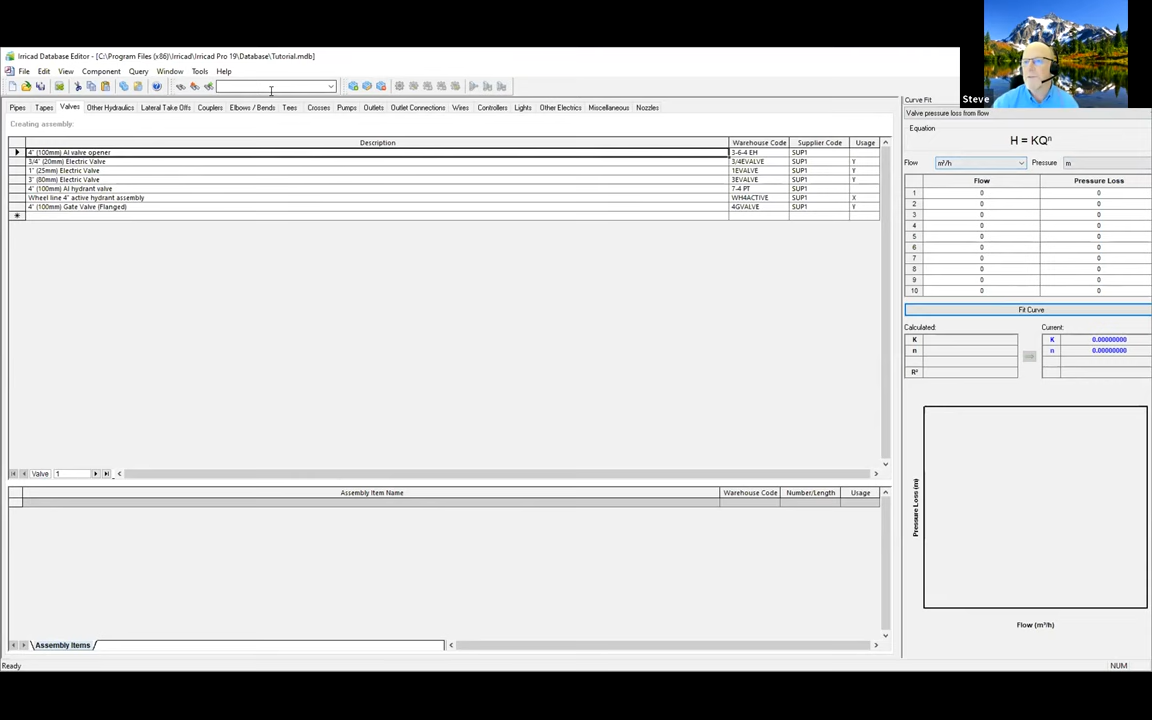 Irricad Database Editor - [C:\Program Files (x86)\Irricad\Irricad Pro 19\Database\Tutorial.mdb]
File Edit View Component Query Window Tools Help
Pipes Tapes Valves Other Hydraulics Lateral Take Offs Couplers Elbows / Bends Tees Crosses Pumps Outlets Outlet Connections Wires Controllers Lights Other Electrics Miscellaneous Nozzles
Creating assembly:
Description Warehouse Code Supplier Code Usage
4" (100mm) Al valve opener 3-6-4 EH SUP1
3/4" (20mm) Electric Valve 3/4EVALVE SUP1 Y
1" (25mm) Electric Valve 1EVALVE SUP1 Y
3" (80mm) Electric Valve 3EVALVE SUP1 Y
4" (100mm) Al hydrant valve 7-4 PT SUP1
Wheel line 4" active hydrant assembly WH4ACTIVE SUP1 X
4" (100mm) Gate Valve (Flanged) 4GVALVE SUP1 Y
Valve 1
Assembly Item Name Warehouse Code Number/Length Usage
Assembly Items
Ready
NUM
Steve
Curve Fit
Valve pressure loss from flow
Equation
H = KQⁿ
Flow m³/h Pressure m
Flow Pressure Loss
1 0 0
2 0 0
3 0 0
4 0 0
5 0 0
6 0 0
7 0 0
8 0 0
9 0 0
10 0 0
Fit Curve
Calculated: Current:
K K 0.00000000
n n 0.00000000
R²
Pressure Loss (m)
Flow (m³/h)